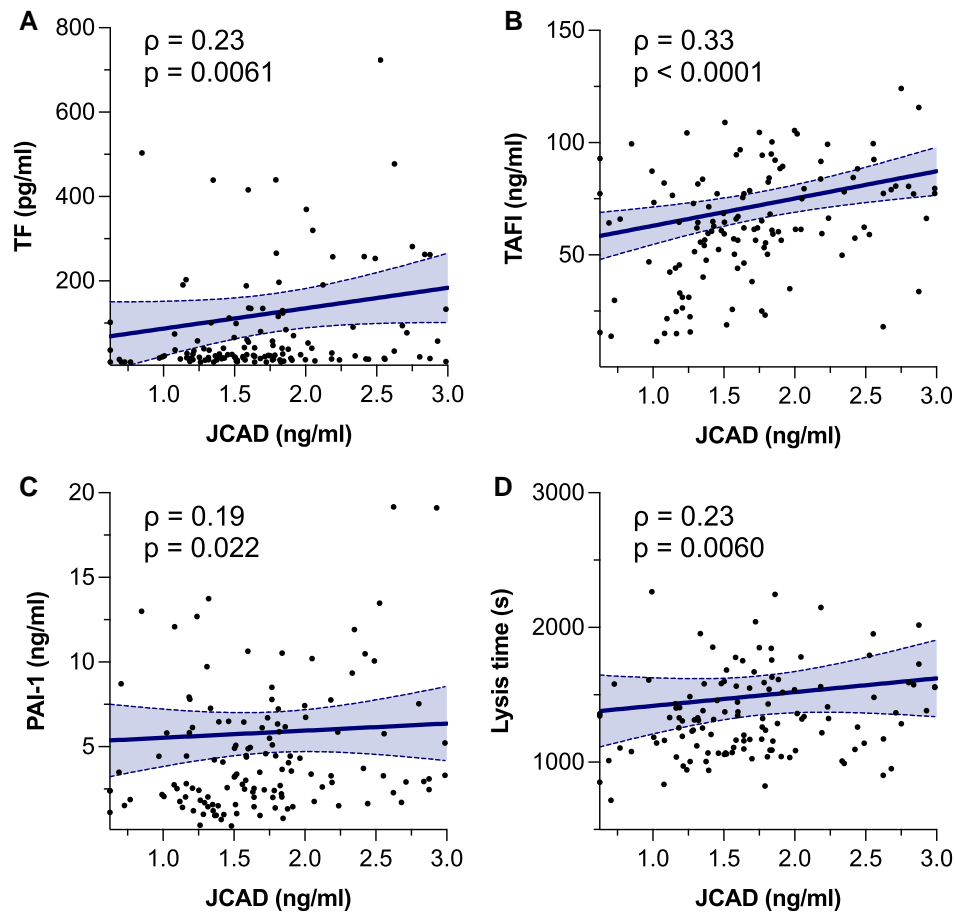 A
ρ = 0.23
p = 0.0061
TF (pg/ml)
800
600
400
200
1.0 1.5 2.0 2.5 3.0
JCAD (ng/ml)
B
ρ = 0.33
p < 0.0001
TAFI (ng/ml)
150
100
50
1.0 1.5 2.0 2.5 3.0
JCAD (ng/ml)
C
ρ = 0.19
p = 0.022
PAI-1 (ng/ml)
20
15
10
5
1.0 1.5 2.0 2.5 3.0
JCAD (ng/ml)
D
ρ = 0.23
p = 0.0060
Lysis time (s)
3000
2000
1000
1.0 1.5 2.0 2.5 3.0
JCAD (ng/ml)